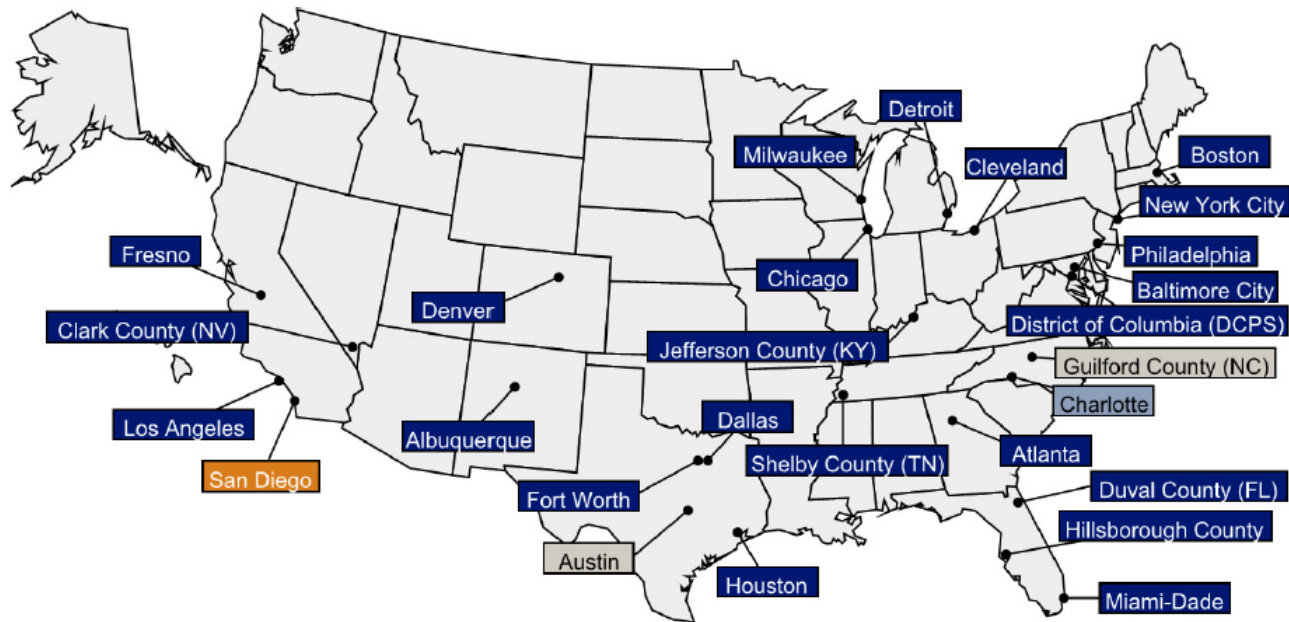 Detroit
Milwaukee
Cleveland
Boston
New York City
Fresno
Philadelphia
Chicago
Denver
Baltimore City
Clark County (NV)
District of Columbia (DCPS)
Jefferson County (KY)
Guilford County (NC)
Charlotte
Los Angeles
Albuquerque
Dallas
Shelby County (TN)
Atlanta
San Diego
Fort Worth
Duval County (FL)
Hillsborough County
Austin
Houston
Miami-Dade